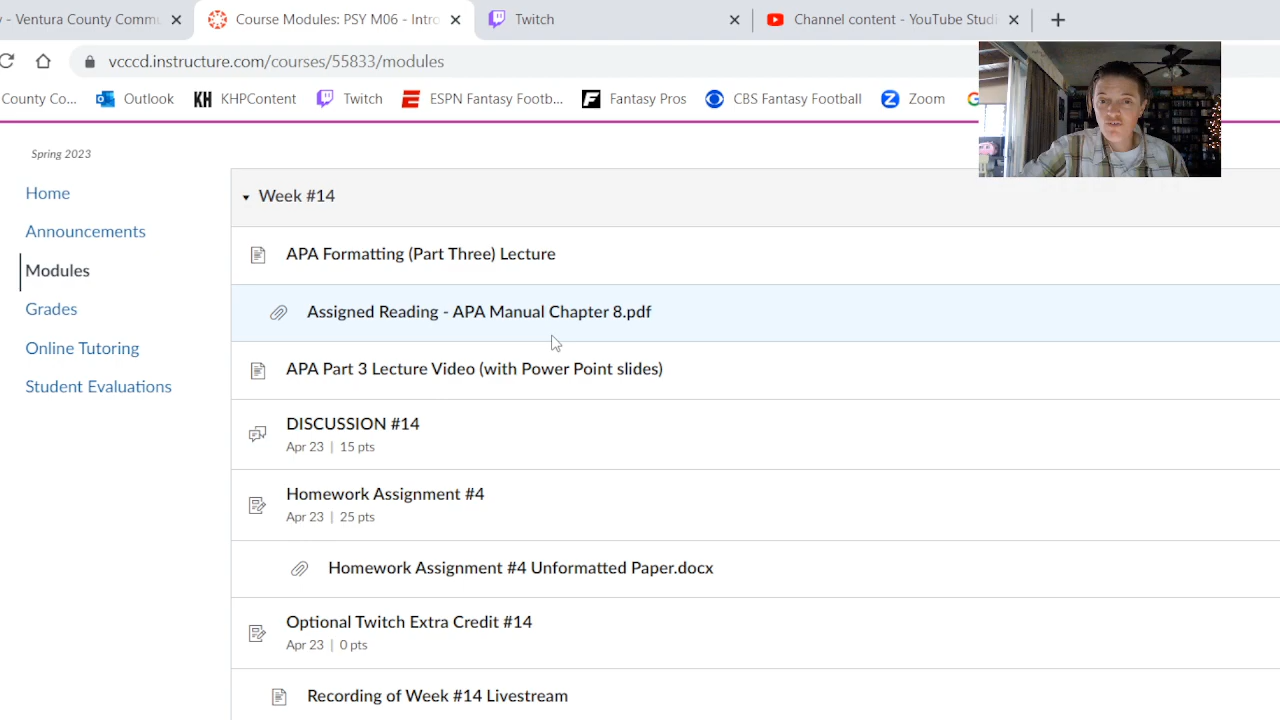 y - Ventura County Commu
Course Modules: PSY M06 - Intro
Twitch
Channel content - YouTube Studi
vcccd.instructure.com/courses/55833/modules
County Co...
Outlook
KHPContent
Twitch
ESPN Fantasy Footb...
Fantasy Pros
CBS Fantasy Football
Zoom
Spring 2023
Home
Announcements
Modules
Grades
Online Tutoring
Student Evaluations
Week #14
APA Formatting (Part Three) Lecture
Assigned Reading - APA Manual Chapter 8.pdf
APA Part 3 Lecture Video (with Power Point slides)
DISCUSSION #14
Apr 23 | 15 pts
Homework Assignment #4
Apr 23 | 25 pts
Homework Assignment #4 Unformatted Paper.docx
Optional Twitch Extra Credit #14
Apr 23 | 0 pts
Recording of Week #14 Livestream